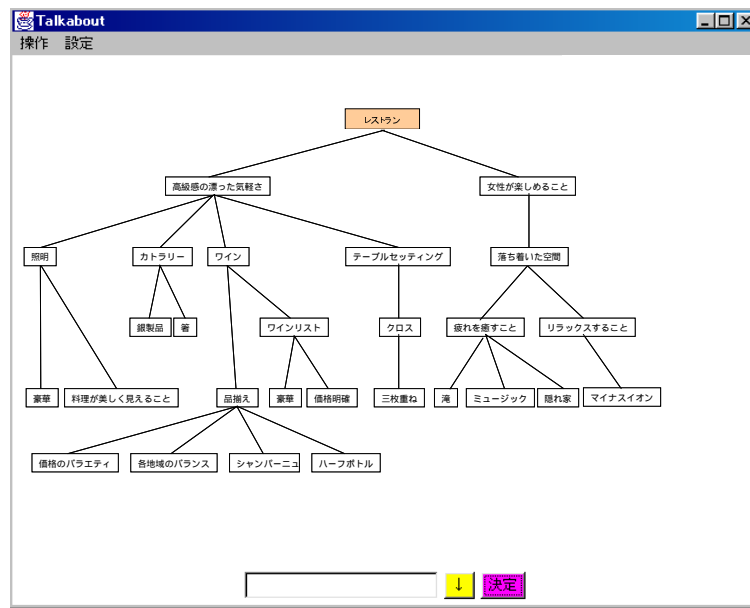 Talkabout
操作 設定
レストラン
高級感の漂った気軽さ 女性が楽しめること
照明 カトラリー ワイン テーブルセッティング 落ち着いた空間
銀製品 箸 ワインリスト クロス 疲れを癒すこと リラックスすること
豪華 料理が美しく見えること 品揃え 豪華 価格明確 三枚重ね 滝 ミュージック 隠れ家 マイナスイオン
価格のバラエティ 各地域のバランス シャンパーニュ ハーフボトル
↓ 決定